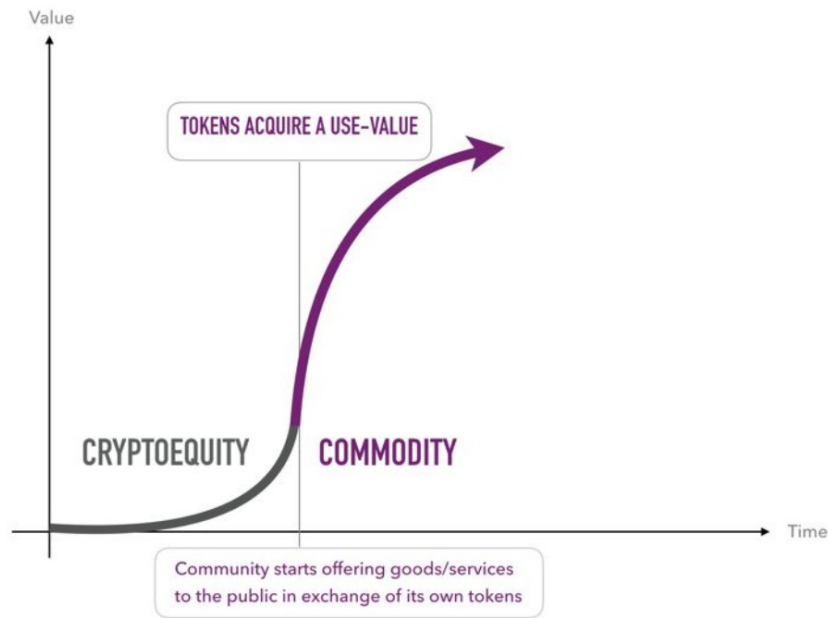 Value
TOKENS ACQUIRE A USE-VALUE
CRYPTOEQUITY
COMMODITY
Time
Community starts offering goods/services
to the public in exchange of its own tokens